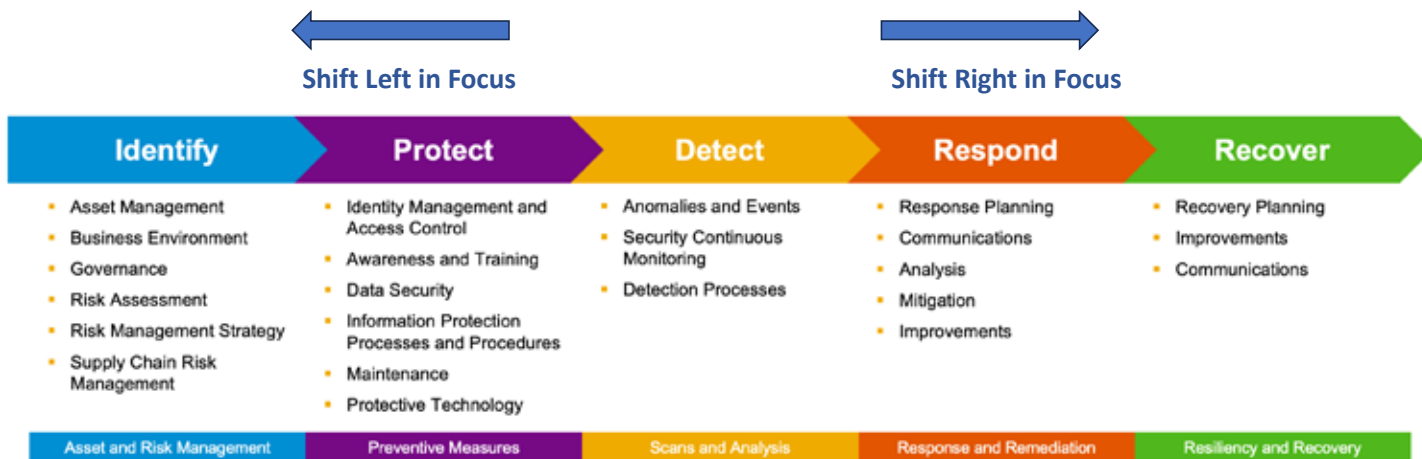 Shift Left in Focus
Shift Right in Focus
Identify
Protect
Detect
Respond
Recover
Asset Management
Business Environment
Governance
Risk Assessment
Risk Management Strategy
Supply Chain Risk
Management
Identity Management and
Access Control
Awareness and Training
Data Security
Information Protection
Processes and Procedures
Maintenance
Protective Technology
Anomalies and Events
Security Continuous
Monitoring
Detection Processes
Response Planning
Communications
Analysis
Mitigation
Improvements
Recovery Planning
Improvements
Communications
Asset and Risk Management
Preventive Measures
Scans and Analysis
Response and Remediation
Resiliency and Recovery